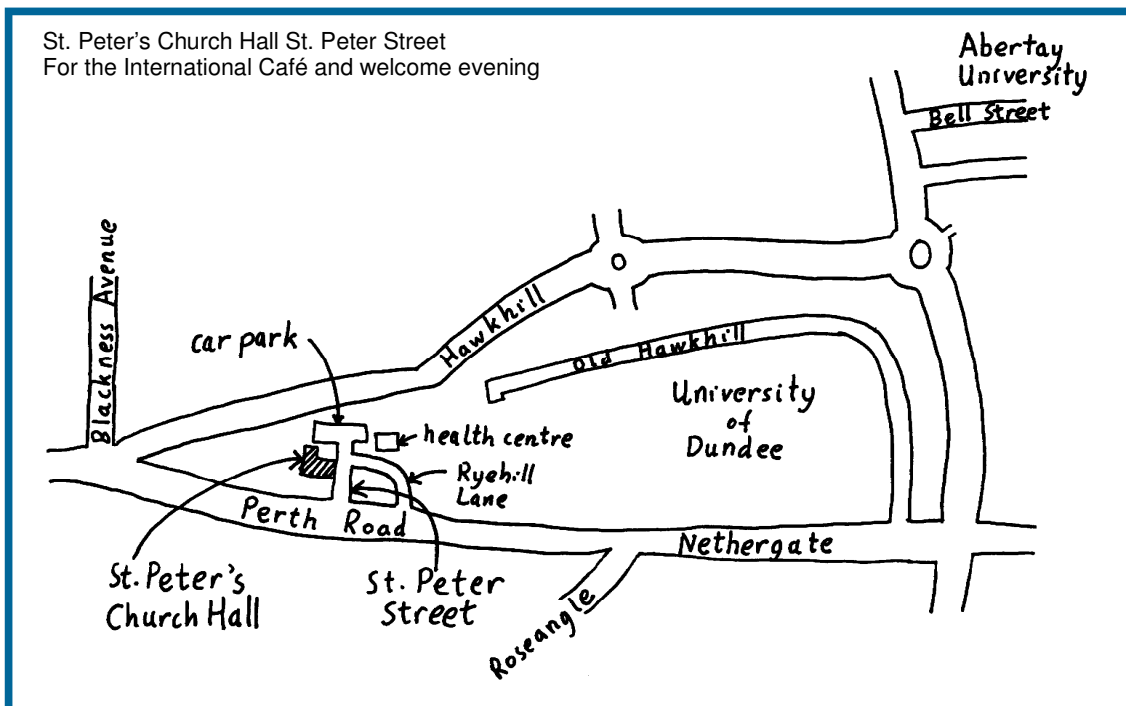 St. Peter's Church Hall St. Peter Street
For the International Café and welcome evening
Abertay
University
Bell Street
Blackness Avenue
Hawkhill
car park
Old Hawkhill
University
of
Dundee
health centre
Ryehill
Lane
Perth Road
Nethergate
St. Peter's
Church Hall
St. Peter
Street
Roseangle